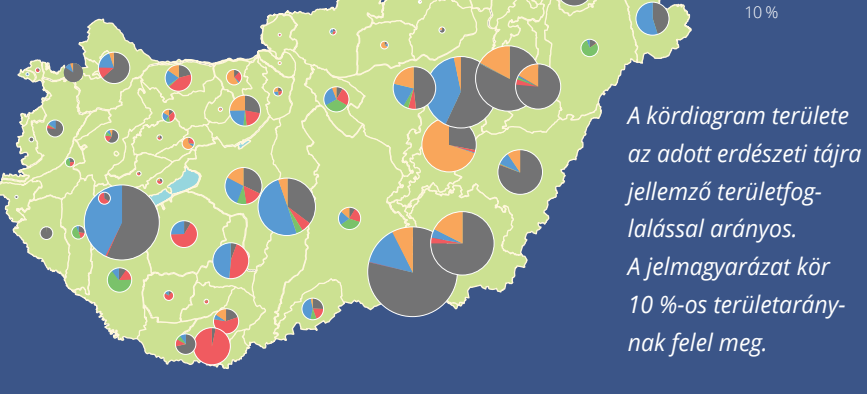 10 %
A kördiagram területe
az adott erdészeti tájra
jellemző területfog-
lalással arányos.
A jelmagyarázat kör
10 %-os területarány-
nak felel meg.